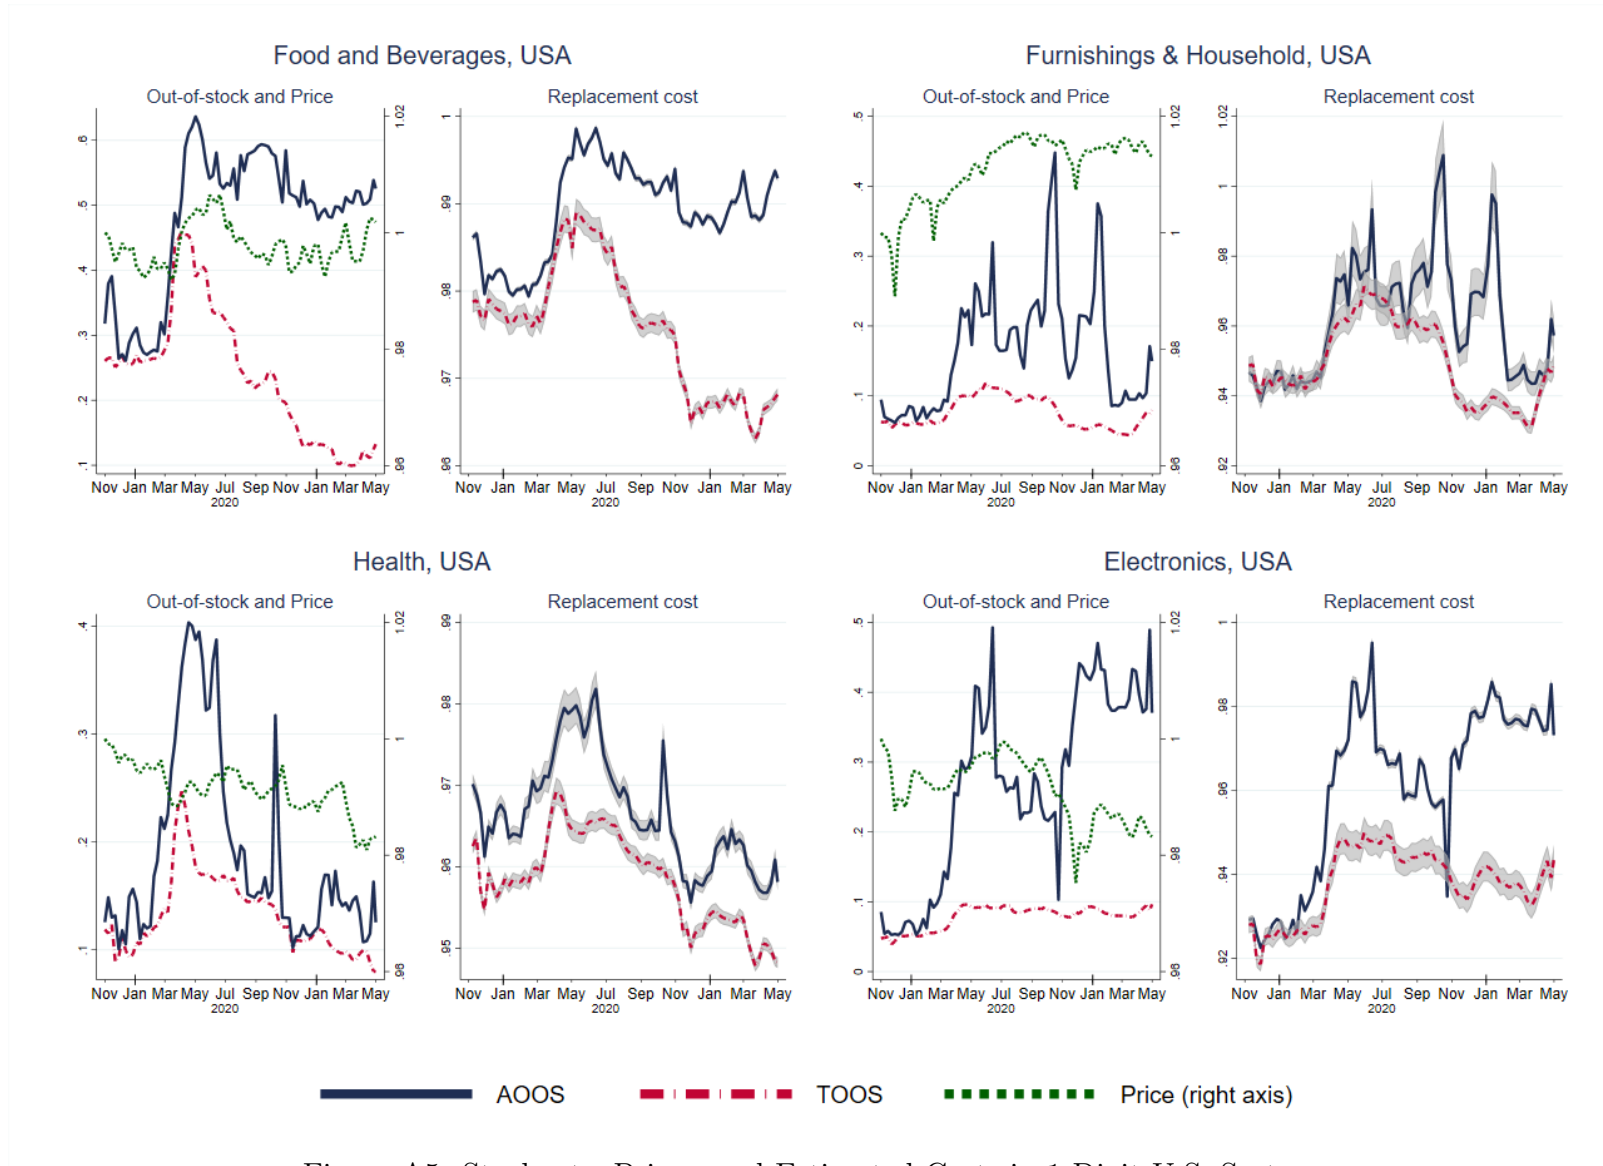 Food and Beverages, USA
Out-of-stock and Price
Replacement cost
.1 .2 .3 .4 .5 .6
.96 .98 1 1.02
.96 .97 .98 .99 1
Nov Jan Mar May Jul Sep Nov Jan Mar May
2020
Nov Jan Mar May Jul Sep Nov Jan Mar May
2020
Furnishings & Household, USA
Out-of-stock and Price
Replacement cost
0 .1 .2 .3 .4 .5
.96 .98 1 1.02
.92 .94 .96 .98 1 1.02
Nov Jan Mar May Jul Sep Nov Jan Mar May
2020
Nov Jan Mar May Jul Sep Nov Jan Mar May
2020
Health, USA
Out-of-stock and Price
Replacement cost
.1 .2 .3 .4
.96 .98 1 1.02
.95 .96 .97 .98 .99
Nov Jan Mar May Jul Sep Nov Jan Mar May
2020
Nov Jan Mar May Jul Sep Nov Jan Mar May
2020
Electronics, USA
Out-of-stock and Price
Replacement cost
0 .1 .2 .3 .4 .5
.96 .98 1 1.02
.92 .94 .96 .98 1
Nov Jan Mar May Jul Sep Nov Jan Mar May
2020
Nov Jan Mar May Jul Sep Nov Jan Mar May
2020
AOOS
TOOS
Price (right axis)